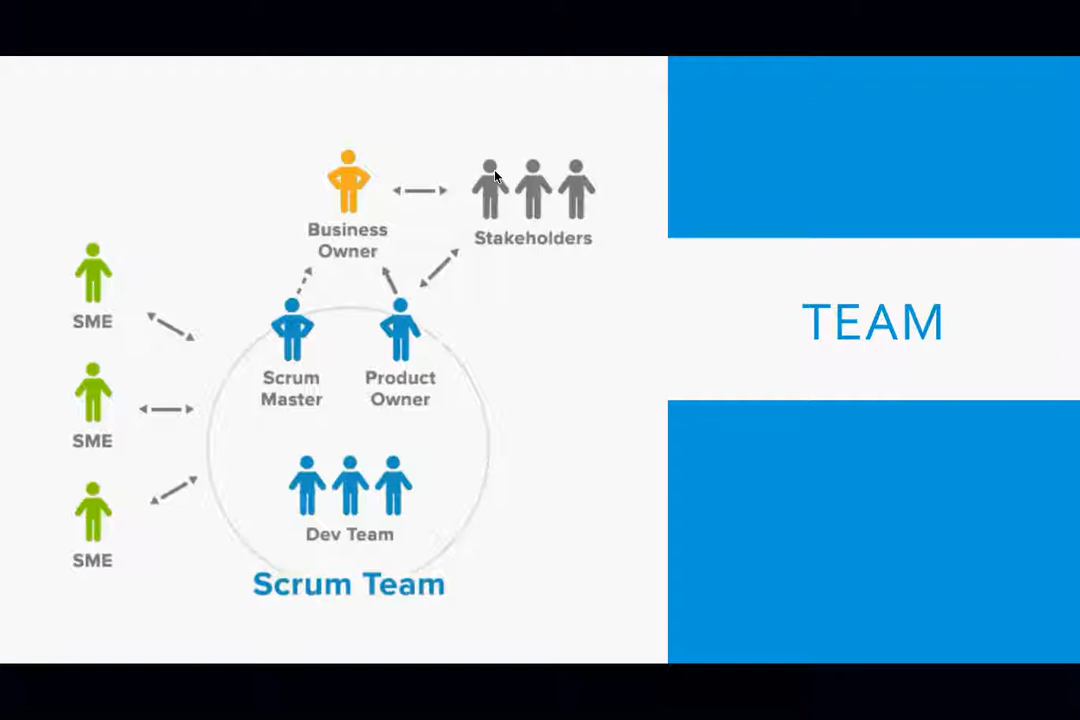 Business
Owner
Stakeholders
SME
Scrum
Master
Product
Owner
SME
Dev Team
SME
Scrum Team
TEAM